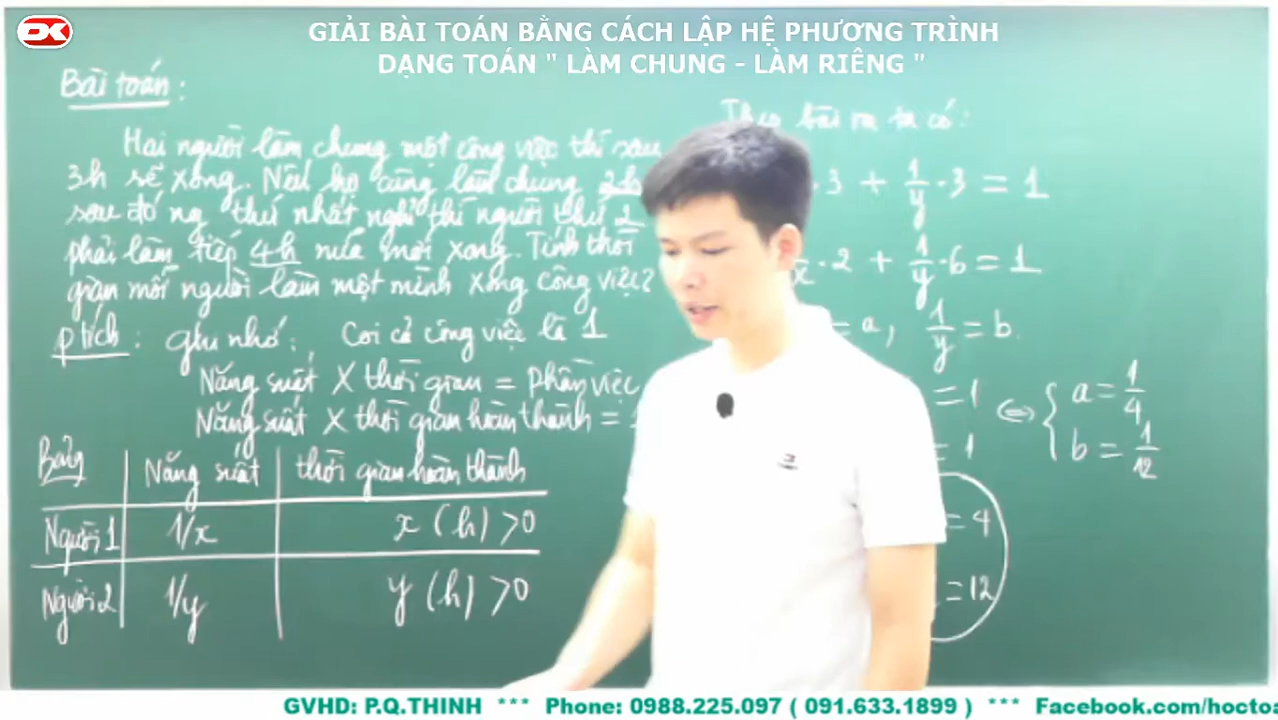 DK
GIẢI BÀI TOÁN BẰNG CÁCH LẬP HỆ PHƯƠNG TRÌNH
DẠNG TOÁN " LÀM CHUNG - LÀM RIÊNG "
Bài toán:
Hai người làm chung một công việc thì sau
3h sẽ xong. Nếu họ cùng làm chung 2h
sau đó ng thứ nhất nghỉ thì người thứ 2
phải làm tiếp 4h nữa mới xong. Tính thời
gian mỗi người làm một mình xong công việc?
P tích: ghi nhớ: Coi cả công việc là 1
Năng suất X thời gian = phần việc
Năng suất X thời gian hoàn thành =
Bảng Năng suất thời gian hoàn thành
Người 1 1/x x (h) >0
Người 2 1/y y (h) >0
Theo bài ra ta có:
· 3 + 1/y · 3 = 1
x · 2 + 1/y · 6 = 1
= a, 1/y = b
= 1 ⇔ { a = 1/4
= 1 b = 1/12
= 4
= 12
GVHD: P.Q.THINH *** Phone: 0988.225.097 ( 091.633.1899 ) *** Facebook.com/hocto